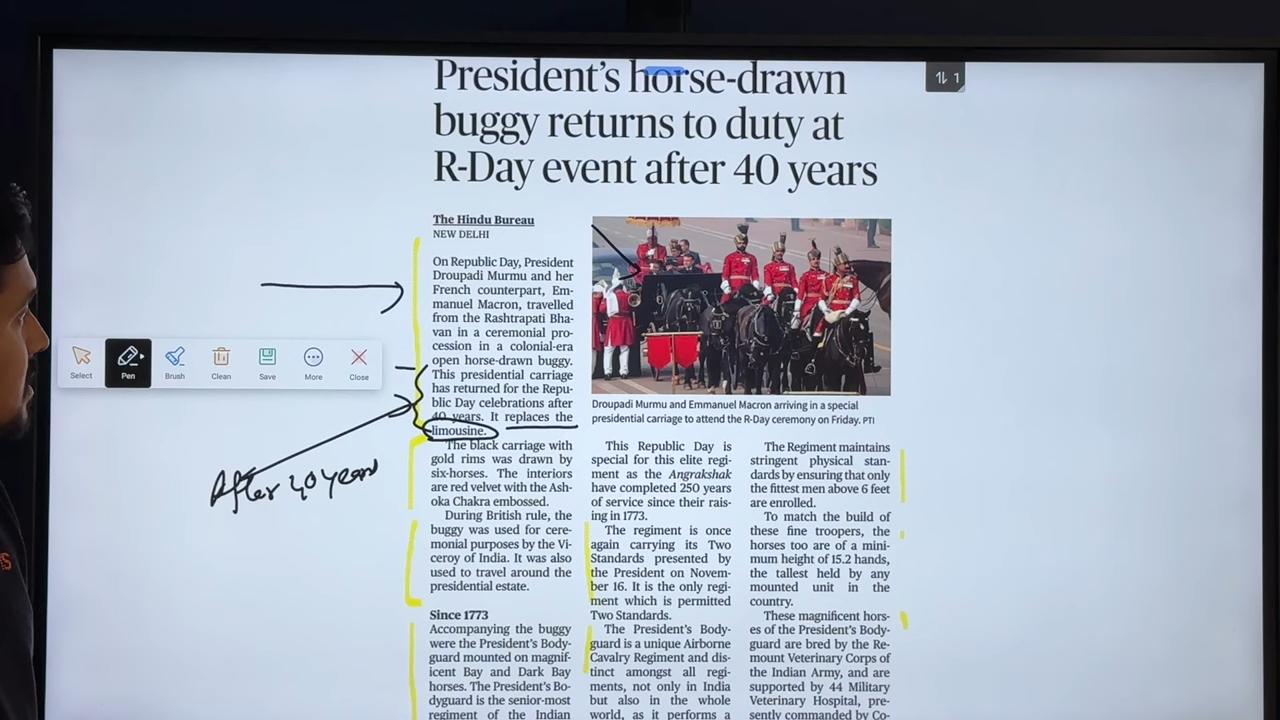 President's horse-drawn
buggy returns to duty at
R-Day event after 40 years
1
The Hindu Bureau
NEW DELHI
On Republic Day, President
Droupadi Murmu and her
French counterpart, Em-
manuel Macron, travelled
from the Rashtrapati Bha-
van in a ceremonial pro-
cession in a colonial-era
open horse-drawn buggy.
This presidential carriage
has returned for the Repu-
blic Day celebrations after
40 years. It replaces the
limousine.
The black carriage with
gold rims was drawn by
six-horses. The interiors
are red velvet with the Ash-
oka Chakra embossed.
During British rule, the
buggy was used for cere-
monial purposes by the Vi-
ceroy of India. It was also
used to travel around the
presidential estate.
Since 1773
Accompanying the buggy
were the President's Body-
guard mounted on magnif-
icent Bay and Dark Bay
horses. The President's Bo-
dyguard is the senior-most
regiment of the Indian
Droupadi Murmu and Emmanuel Macron arriving in a special
presidential carriage to attend the R-Day ceremony on Friday. PTI
This Republic Day is
special for this elite regi-
ment as the Angrakshak
have completed 250 years
of service since their rais-
ing in 1773.
The regiment is once
again carrying its Two
Standards presented by
the President on Novem-
ber 16. It is the only regi-
ment which is permitted
Two Standards.
The President's Body-
guard is a unique Airborne
Cavalry Regiment and dis-
tinct amongst all regi-
ments, not only in India
but also in the whole
world, as it performs a
The Regiment maintains
stringent physical stan-
dards by ensuring that only
the fittest men above 6 feet
are enrolled.
To match the build of
these fine troopers, the
horses too are of a mini-
mum height of 15.2 hands,
the tallest held by any
mounted unit in the
country.
These magnificent hors-
es of the President's Body-
guard are bred by the Re-
mount Veterinary Corps of
the Indian Army, and are
supported by 44 Military
Veterinary Hospital, pre-
sently commanded by Co-
Select
Pen
Brush
Clean
Save
More
Close
After 40 years